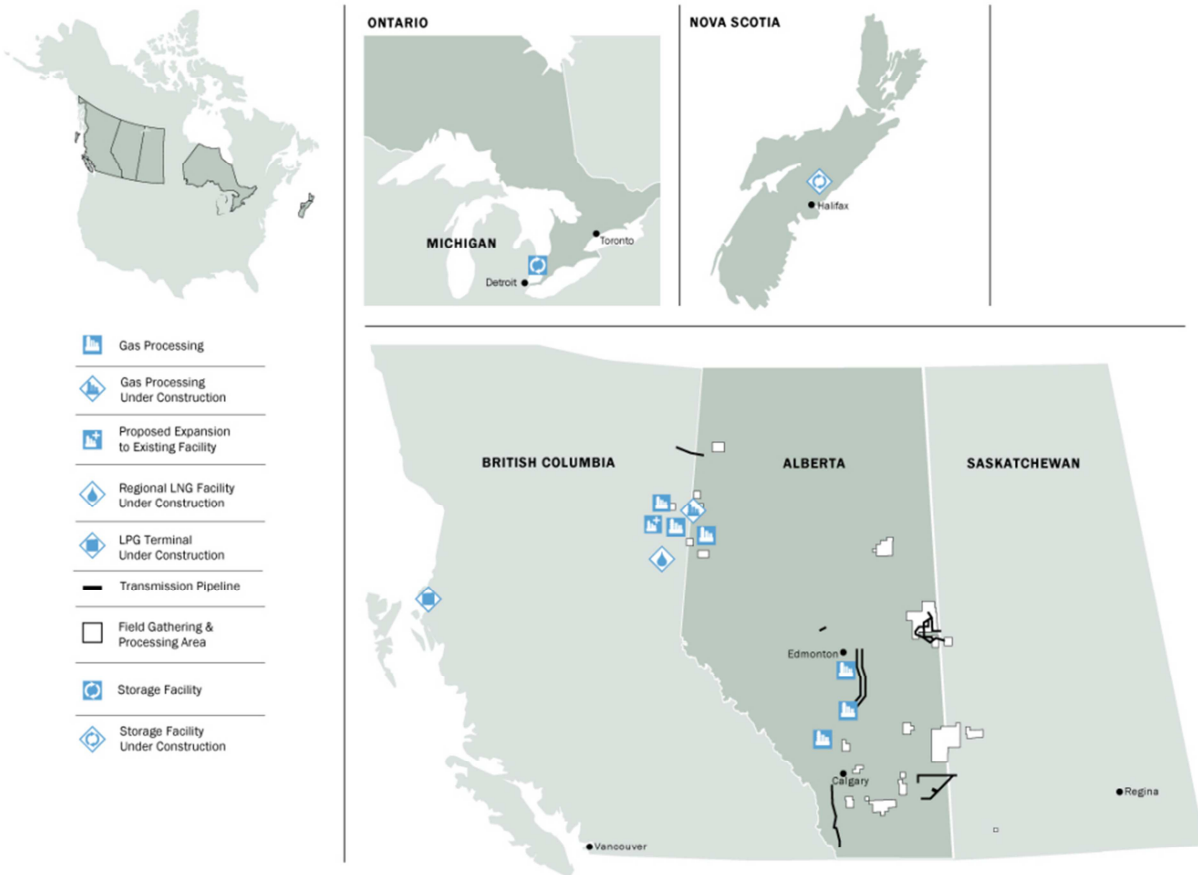 ONTARIO
NOVA SCOTIA
MICHIGAN
Toronto
Detroit
Halifax
Gas Processing
Gas Processing
Under Construction
Proposed Expansion
to Existing Facility
Regional LNG Facility
Under Construction
LPG Terminal
Under Construction
Transmission Pipeline
Field Gathering &
Processing Area
Storage Facility
Storage Facility
Under Construction
BRITISH COLUMBIA
ALBERTA
SASKATCHEWAN
Edmonton
Calgary
Regina
Vancouver